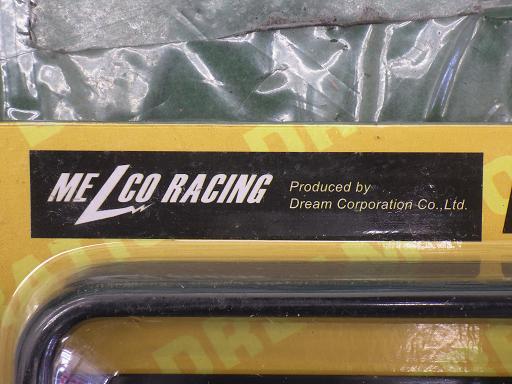 MELCO RACING
Produced by
Dream Corporation Co.,Ltd.